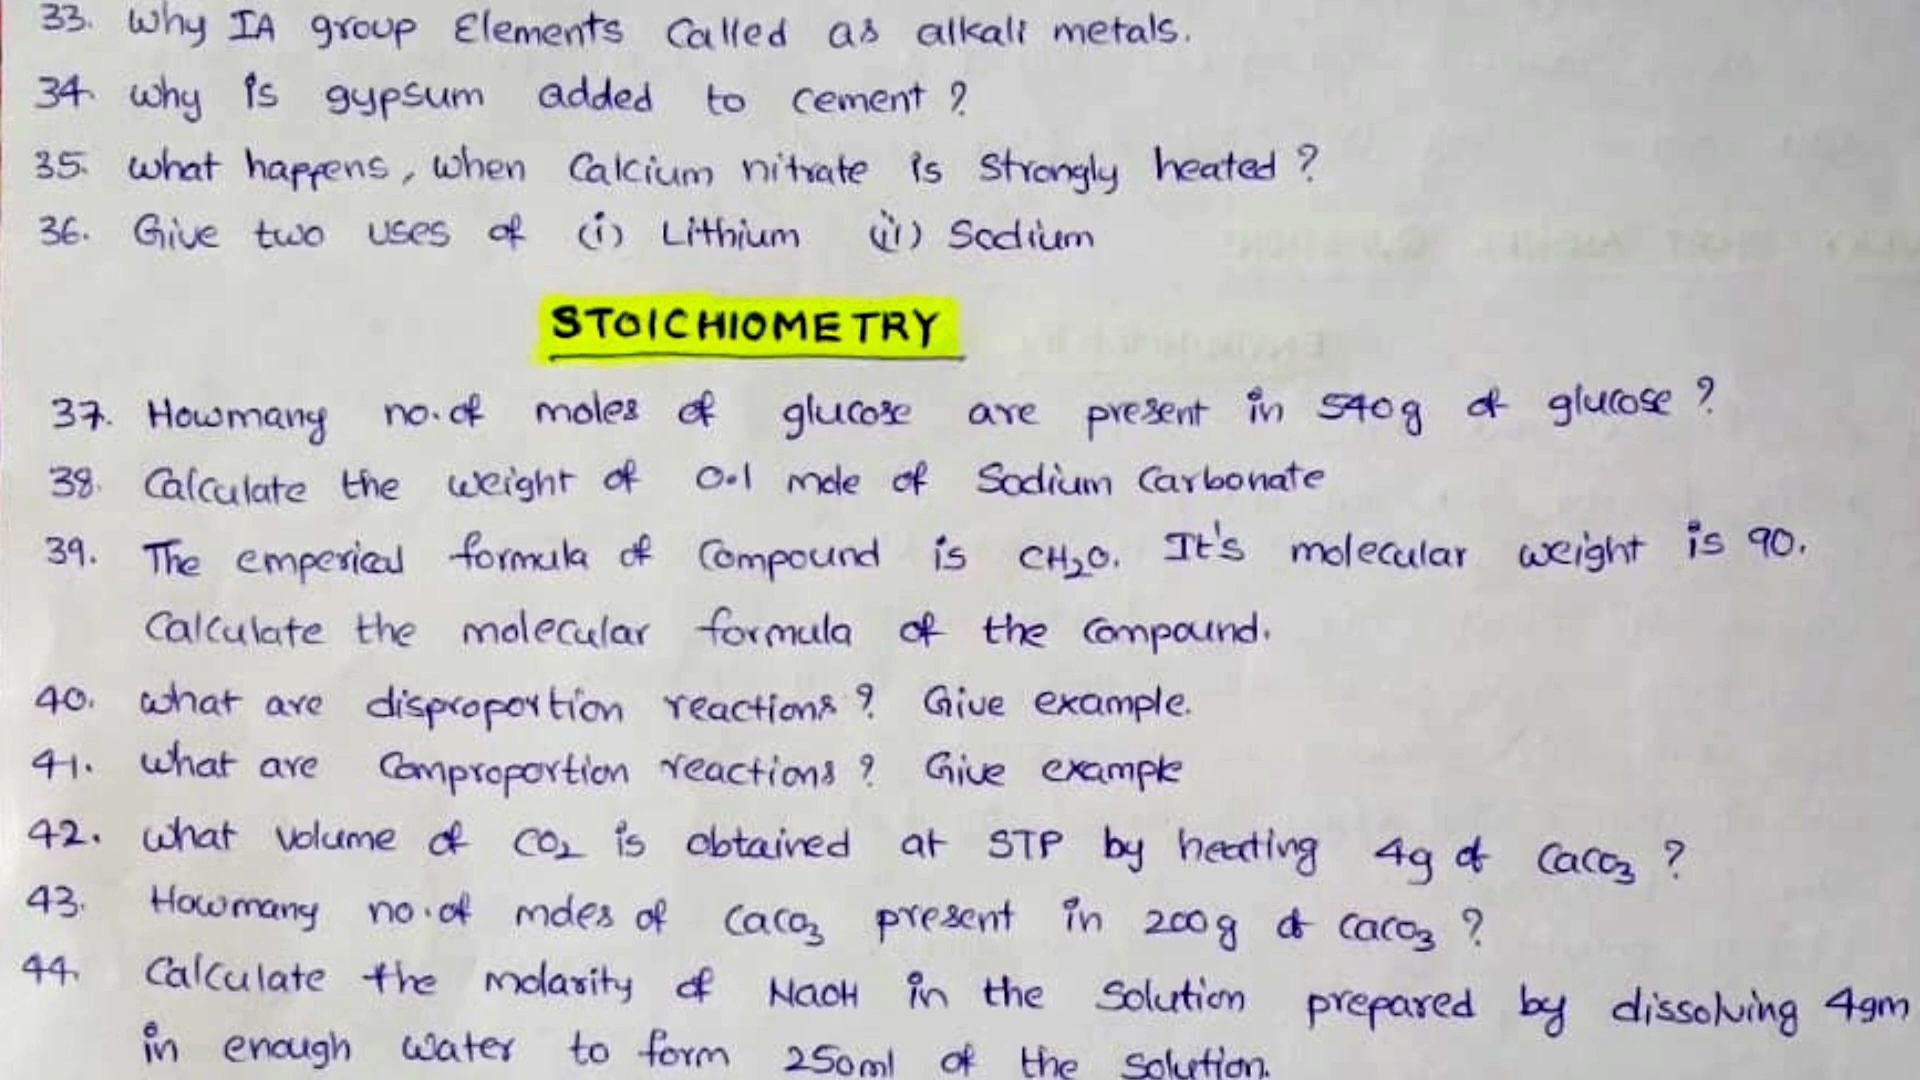 33. Why IA group Elements Called as alkali metals.
34. why is gypsum added to cement ?
35. what happens, when Calcium nitrate is Strongly heated ?
36. Give two uses of (i) Lithium (ii) Sodium
STOICHIOMETRY
37. Howmany no.of moles of glucose are present in 540g of glucose ?
38. Calculate the weight of 0.1 mole of Sodium Carbonate
39. The emperical formula of Compound is CH₂O. It's molecular weight is 90.
Calculate the molecular formula of the Compound.
40. what are disproportion reactions ? Give example.
41. what are Comproportion reactions ? Give example
42. what volume of CO₂ is obtained at STP by heating 4g of CaCO₃ ?
43. Howmany no.of moles of CaCO₃ present in 200g of CaCO₃ ?
44. Calculate the molarity of NaOH in the Solution prepared by dissolving 4gm
in enough water to form 250ml of the Solution.